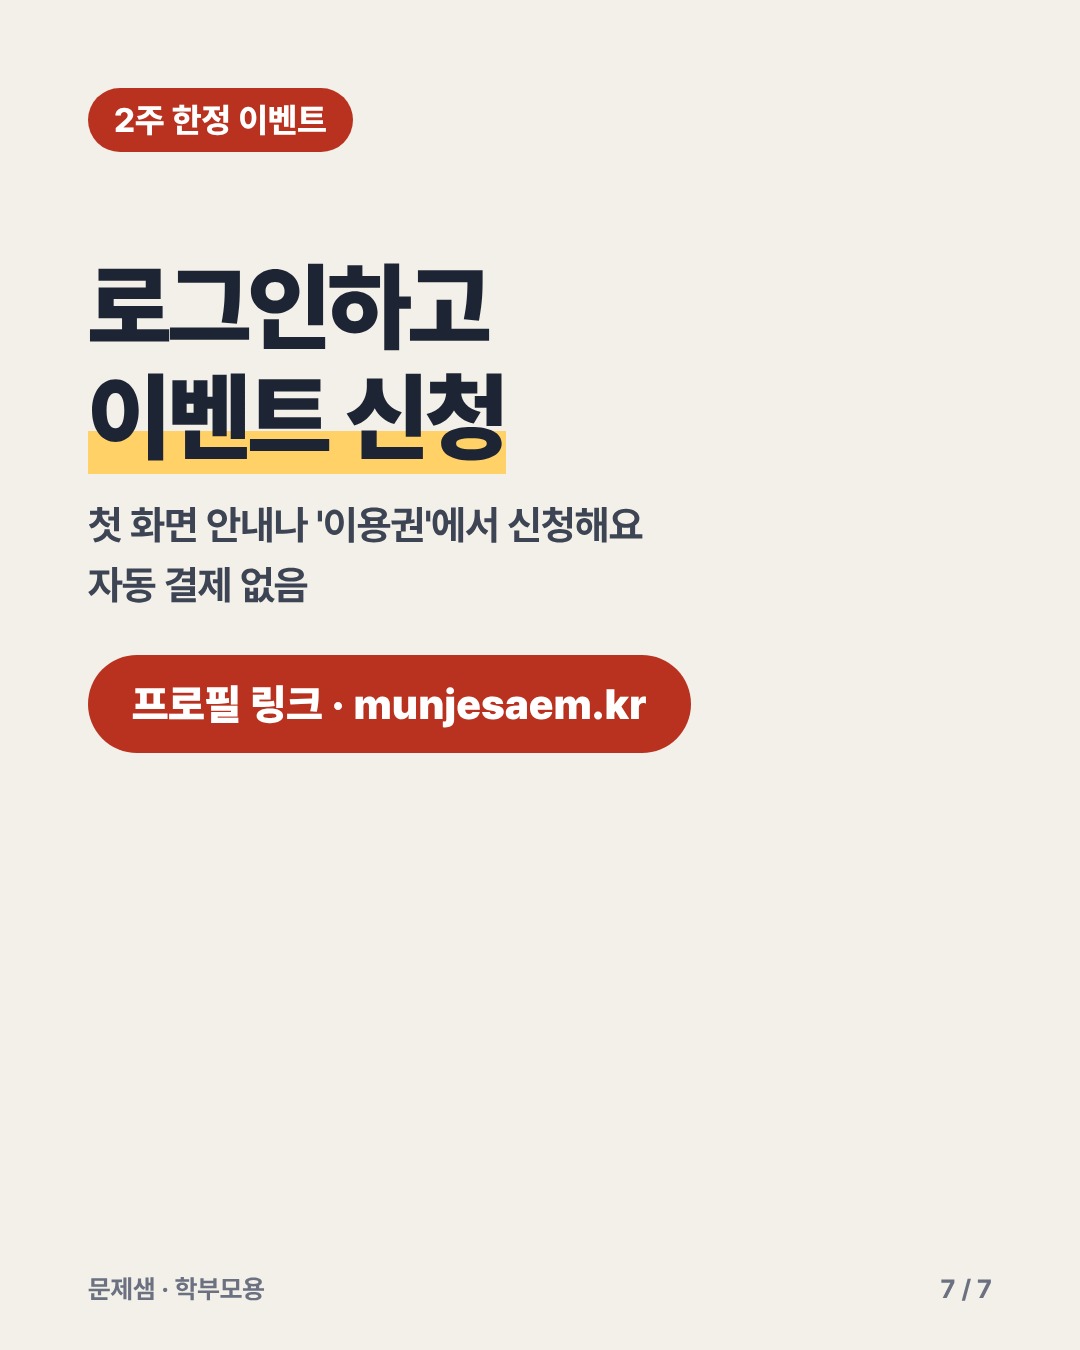 2주 한정 이벤트
로그인하고
이벤트 신청
첫 화면 안내나 '이용권'에서 신청해요
자동 결제 없음
프로필 링크 · munjesaem.kr
문제샘 · 학부모용
7 / 7